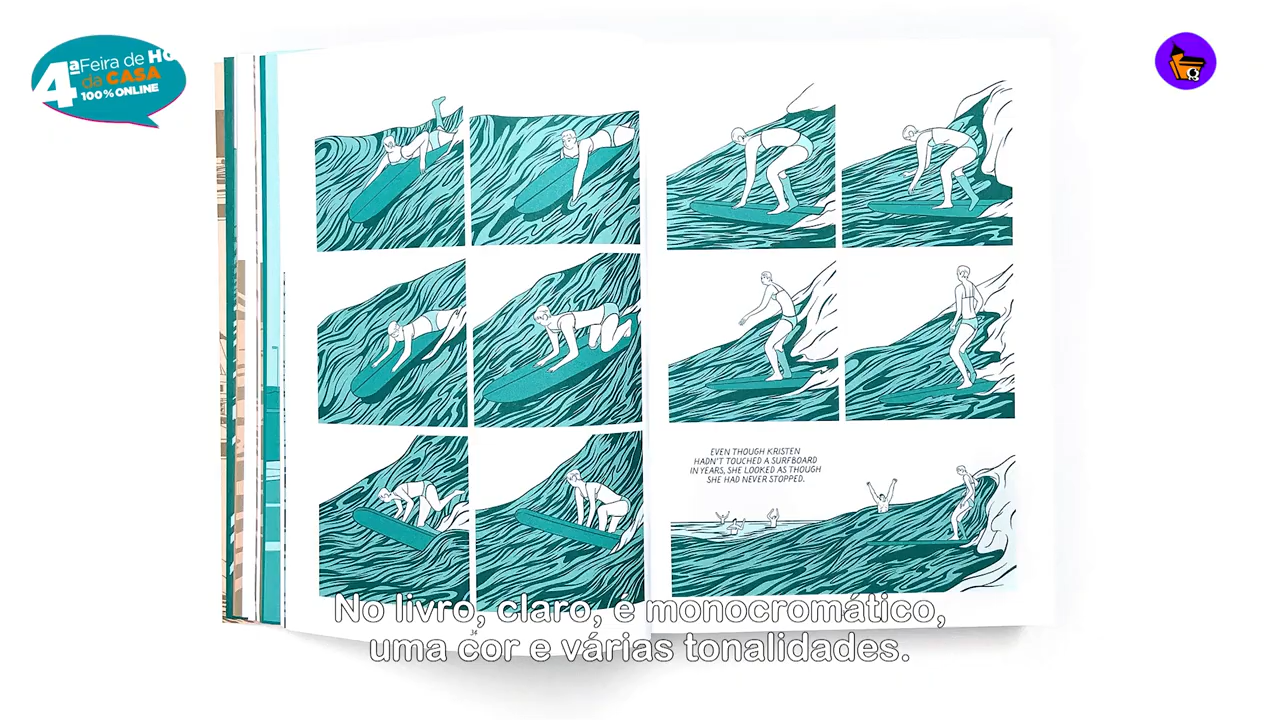 4ª Feira de HQ
da CASA
100% ONLINE
EVEN THOUGH KRISTEN
HADN'T TOUCHED A SURFBOARD
IN YEARS, SHE LOOKED AS THOUGH
SHE HAD NEVER STOPPED.
No livro, claro, é monocromático,
uma cor e várias tonalidades.